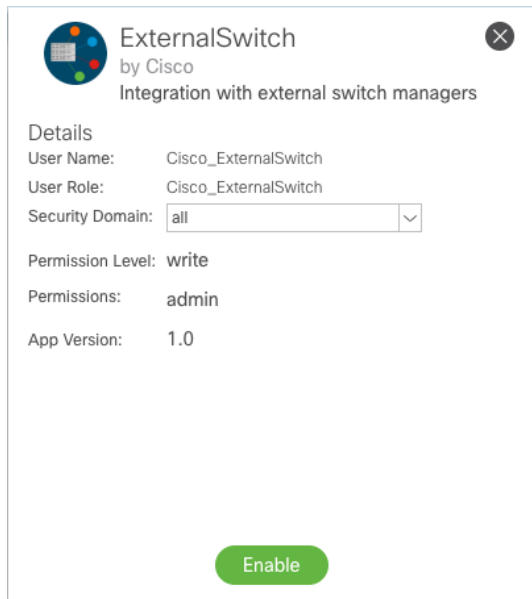 ExternalSwitch
by Cisco
Integration with external switch managers
Details
User Name: Cisco_ExternalSwitch
User Role: Cisco_ExternalSwitch
Security Domain: all
Permission Level: write
Permissions: admin
App Version: 1.0
Enable